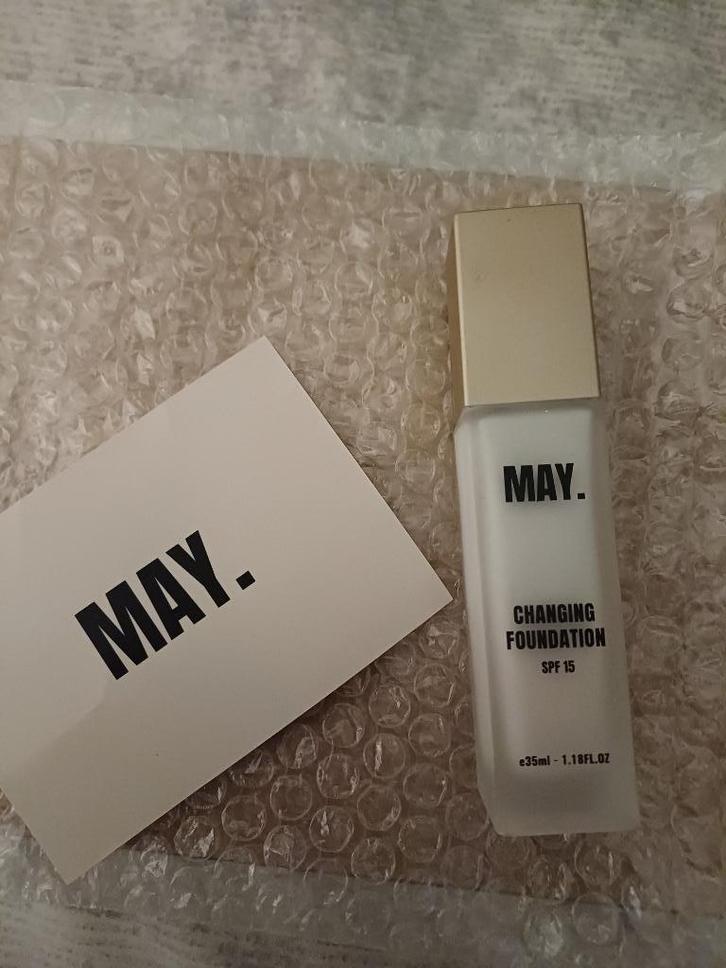 MAY.
MAY.
CHANGING
FOUNDATION
SPF 15
e35ml - 1.18FL.OZ